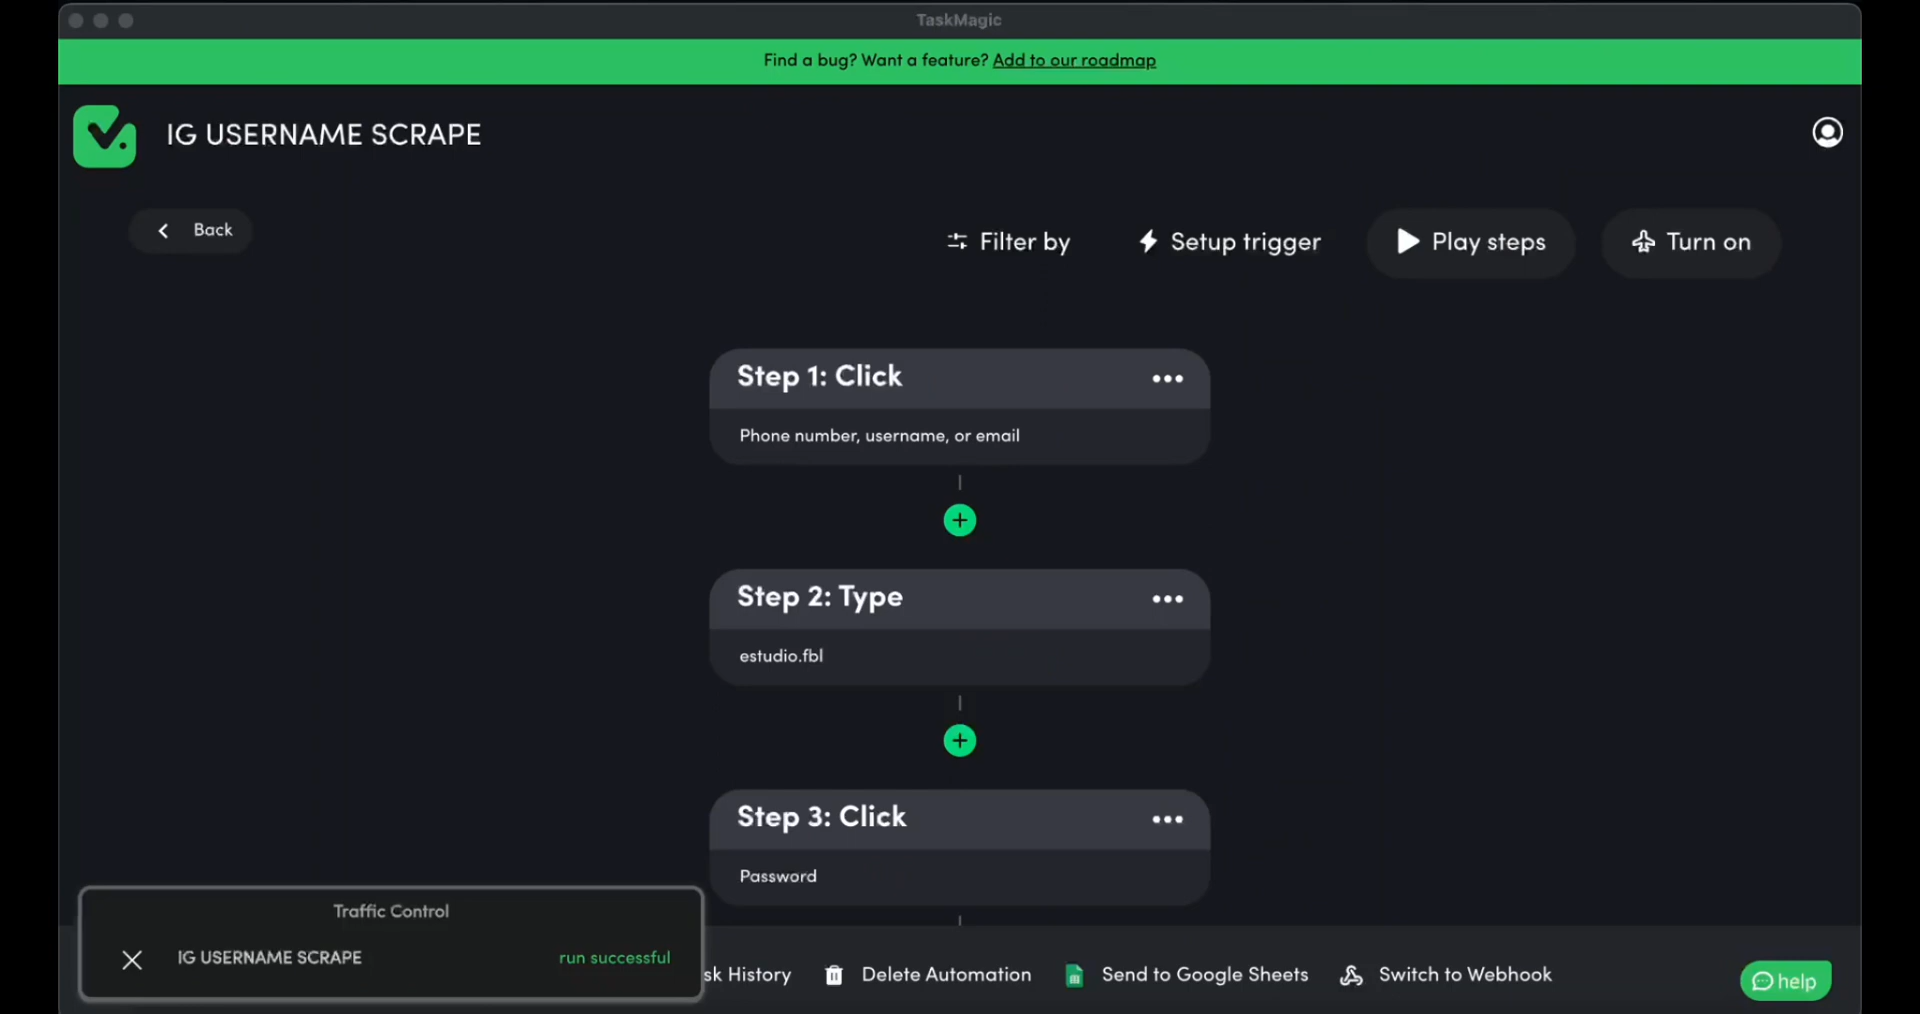 TaskMagic
Find a bug? Want a feature? Add to our roadmap
IG USERNAME SCRAPE
Back
Filter by
Setup trigger
Play steps
Turn on
Step 1: Click
Phone number, username, or email
Step 2: Type
estudio.fbl
Step 3: Click
Password
Traffic Control
IG USERNAME SCRAPE
run successful
sk History
Delete Automation
Send to Google Sheets
Switch to Webhook
help